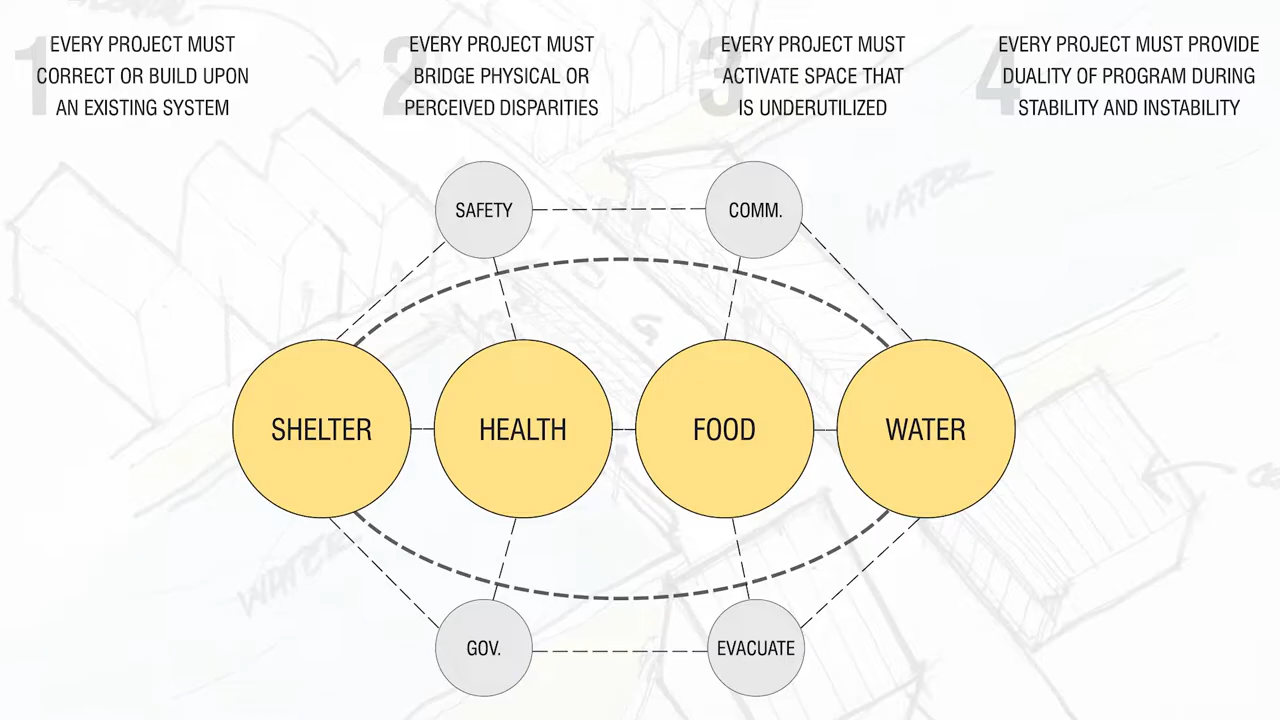 1
EVERY PROJECT MUST
CORRECT OR BUILD UPON
AN EXISTING SYSTEM
2
EVERY PROJECT MUST
BRIDGE PHYSICAL OR
PERCEIVED DISPARITIES
3
EVERY PROJECT MUST
ACTIVATE SPACE THAT
IS UNDERUTILIZED
4
EVERY PROJECT MUST PROVIDE
DUALITY OF PROGRAM DURING
STABILITY AND INSTABILITY
WATER
SAFETY
COMM.
SHELTER
HEALTH
FOOD
WATER
WATER
GOV.
EVACUATE